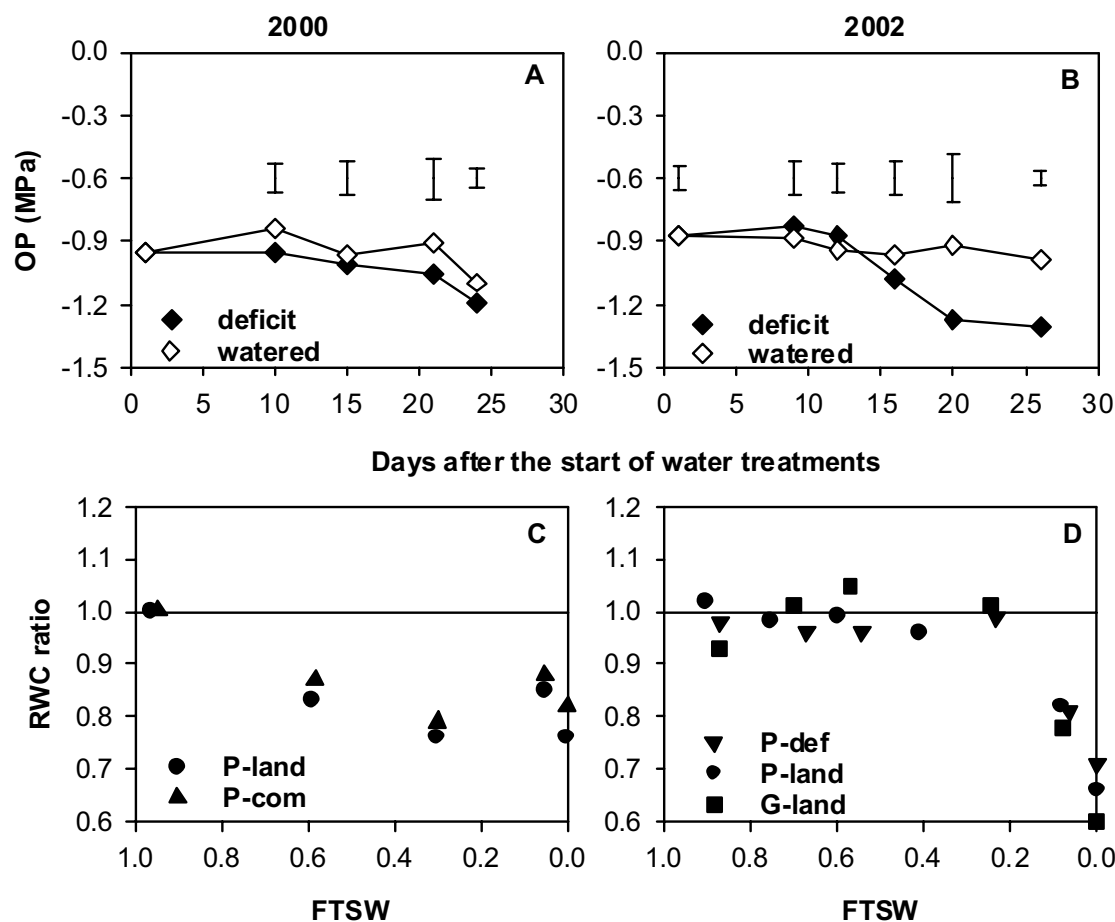 2000
2002
OP (MPa)
0.0
-0.3
-0.6
-0.9
-1.2
-1.5
A
deficit
watered
0 5 10 15 20 25 30
0.0
-0.3
-0.6
-0.9
-1.2
-1.5
B
deficit
watered
0 5 10 15 20 25 30
Days after the start of water treatments
RWC ratio
1.2
1.1
1.0
0.9
0.8
0.7
0.6
C
P-land
P-com
1.0 0.8 0.6 0.4 0.2 0.0
FTSW
1.2
1.1
1.0
0.9
0.8
0.7
0.6
D
P-def
P-land
G-land
1.0 0.8 0.6 0.4 0.2 0.0
FTSW